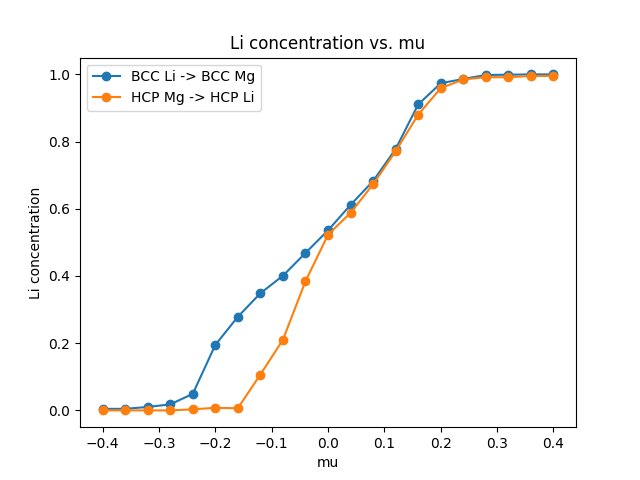 Li concentration vs. mu
BCC Li -> BCC Mg
HCP Mg -> HCP Li
Li concentration
1.0
0.8
0.6
0.4
0.2
0.0
−0.4 −0.3 −0.2 −0.1 0.0 0.1 0.2 0.3 0.4
mu